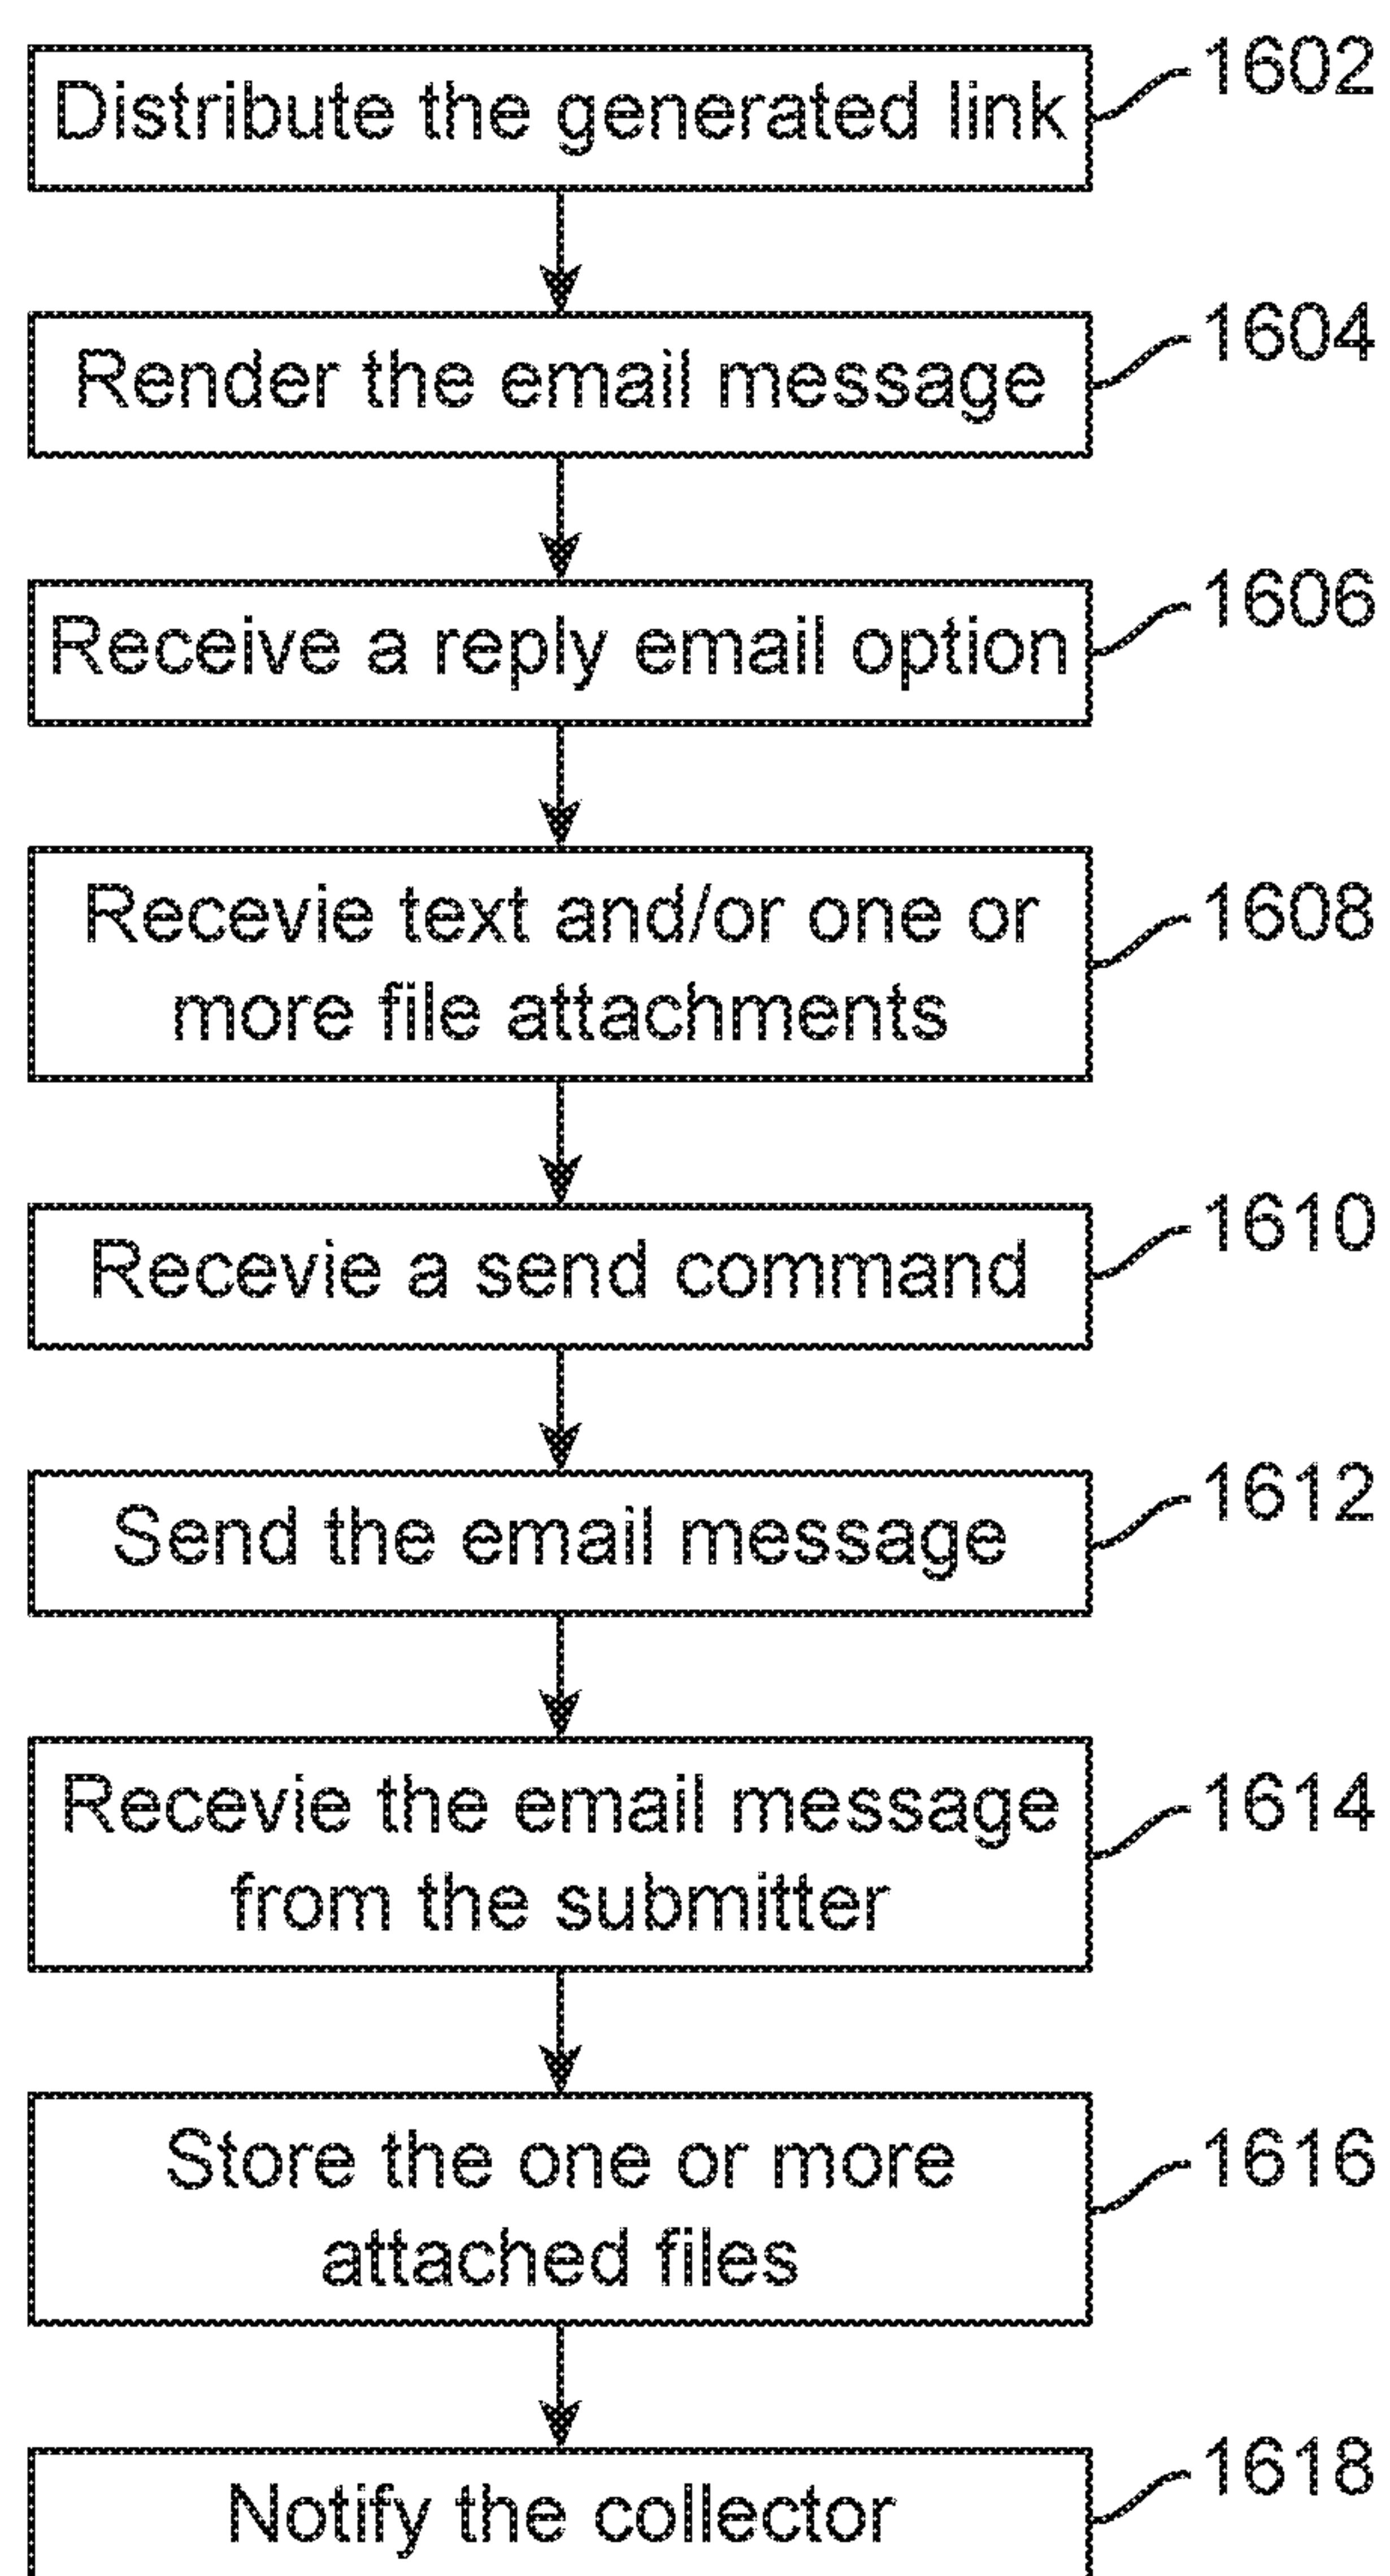 Distribute the generated link
1602
Render the email message
1604
Receive a reply email option
1606
Recevie text and/or one or
more file attachments
1608
Recevie a send command
1610
Send the email message
1612
Recevie the email message
from the submitter
1614
Store the one or more
attached files
1616
Notify the collector
1618